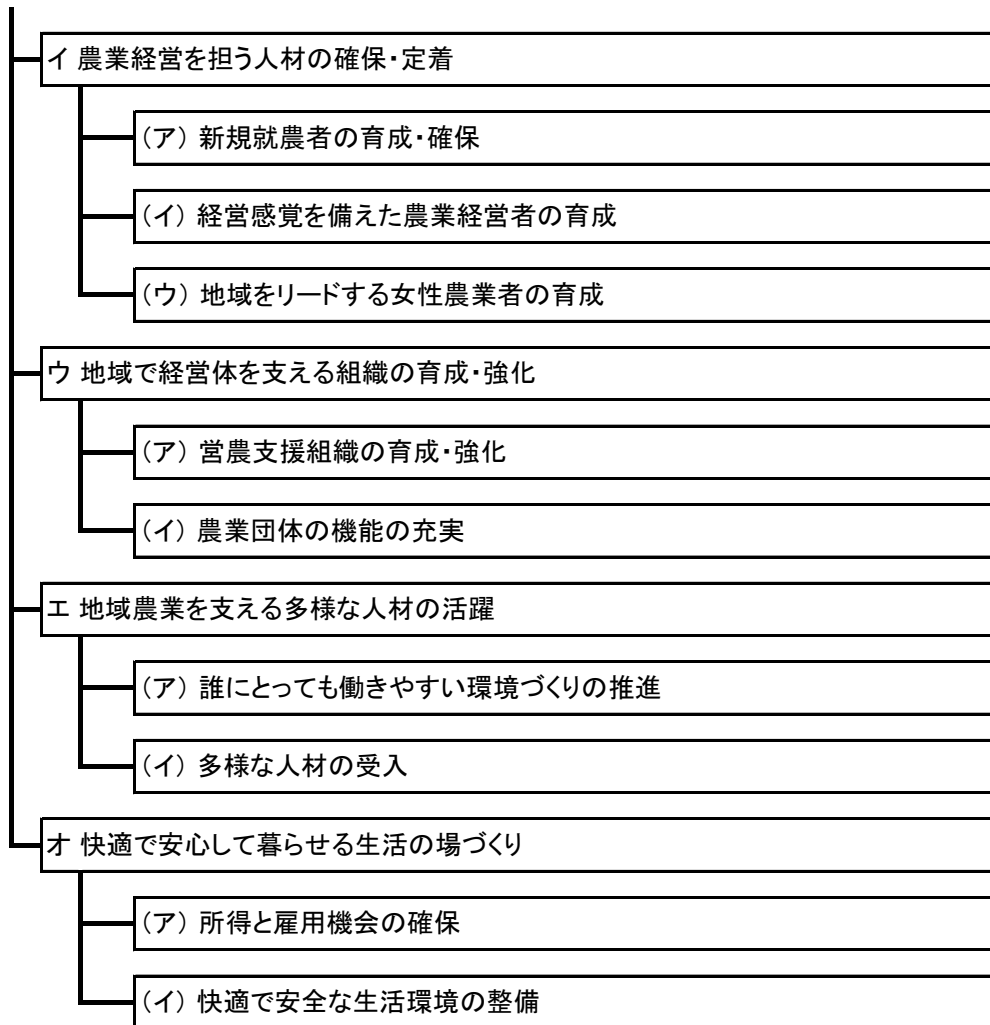 イ 農業経営を担う人材の確保・定着
（ア） 新規就農者の育成・確保
（イ） 経営感覚を備えた農業経営者の育成
（ウ） 地域をリードする女性農業者の育成
ウ 地域で経営体を支える組織の育成・強化
（ア） 営農支援組織の育成・強化
（イ） 農業団体の機能の充実
エ 地域農業を支える多様な人材の活躍
（ア） 誰にとっても働きやすい環境づくりの推進
（イ） 多様な人材の受入
オ 快適で安心して暮らせる生活の場づくり
（ア） 所得と雇用機会の確保
（イ） 快適で安全な生活環境の整備